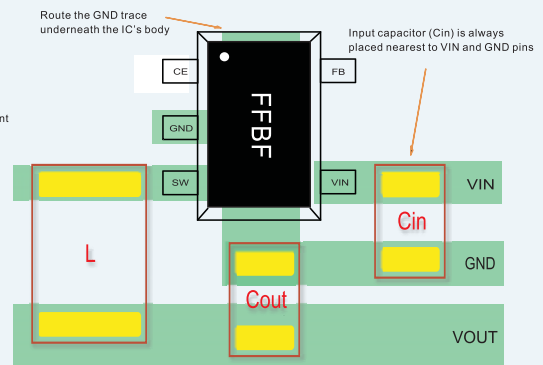 Route the GND trace
underneath the IC's body
Input capacitor (Cin) is always
placed nearest to VIN and GND pins
CE
FB
nt
GND
FFBF
SW
VIN
VIN
Cin
L
GND
Cout
VOUT